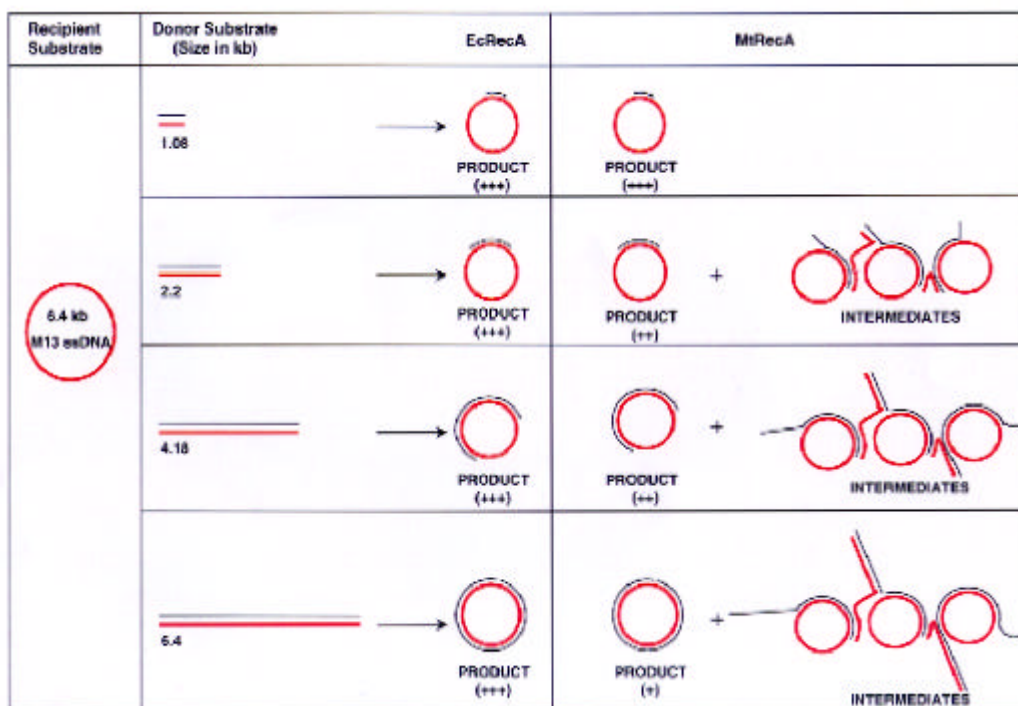 Recipient Substrate
Donor Substrate (Size in kb)
EcRecA
MtRecA
6.4 kb
M13 ssDNA
1.08
PRODUCT
(+++)
PRODUCT
(+++)
2.2
PRODUCT
(+++)
PRODUCT
(++)
+
INTERMEDIATES
4.18
PRODUCT
(+++)
PRODUCT
(++)
+
INTERMEDIATES
6.4
PRODUCT
(+++)
PRODUCT
(+)
+
INTERMEDIATES